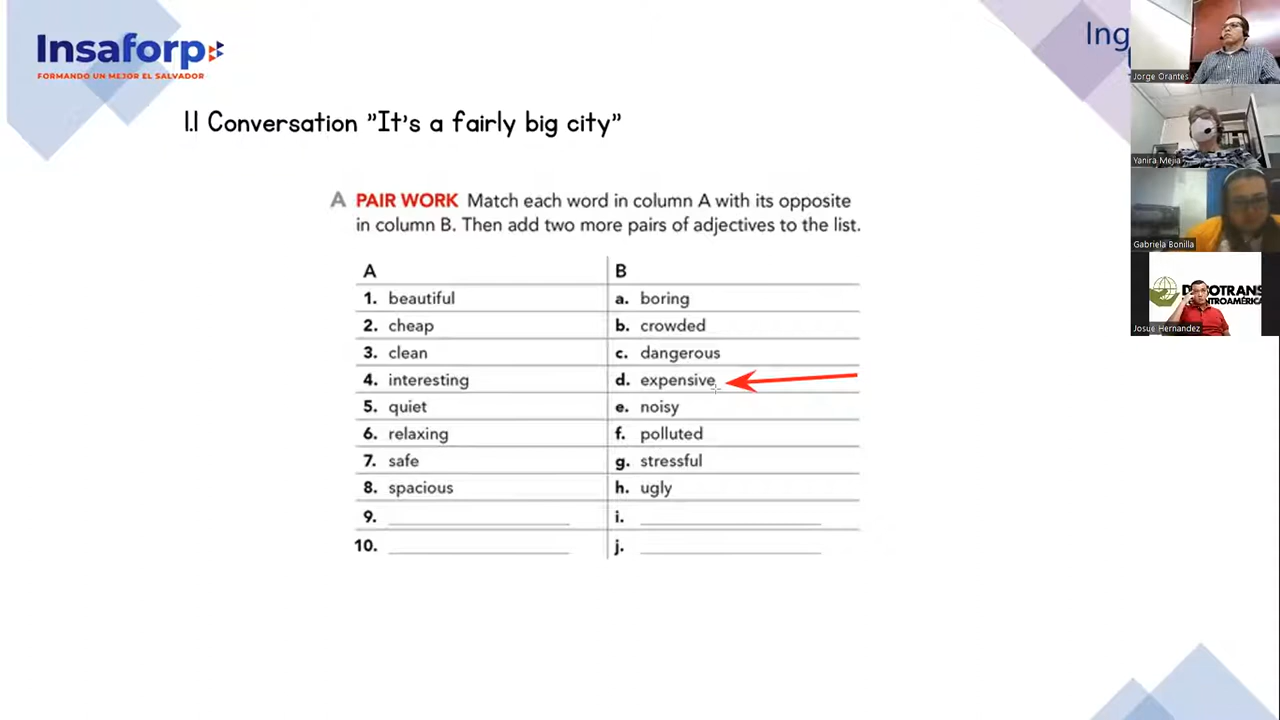 Insaforp
FORMANDO UN MEJOR EL SALVADOR
Ing
1.1 Conversation "It's a fairly big city"
A PAIR WORK Match each word in column A with its opposite
in column B. Then add two more pairs of adjectives to the list.
A B
1. beautiful a. boring
2. cheap b. crowded
3. clean c. dangerous
4. interesting d. expensive
5. quiet e. noisy
6. relaxing f. polluted
7. safe g. stressful
8. spacious h. ugly
9. i.
10. j.
Jorge Orantes
Yanira Mejia
Gabriela Bonilla
Josue Hernandez